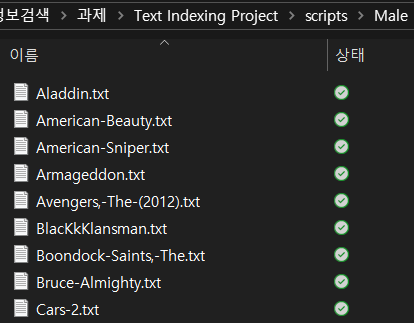 정보검색 > 과제 > Text Indexing Project > scripts > Male
이름 상태
Aladdin.txt
American-Beauty.txt
American-Sniper.txt
Armageddon.txt
Avengers,-The-(2012).txt
BlacKkKlansman.txt
Boondock-Saints,-The.txt
Bruce-Almighty.txt
Cars-2.txt